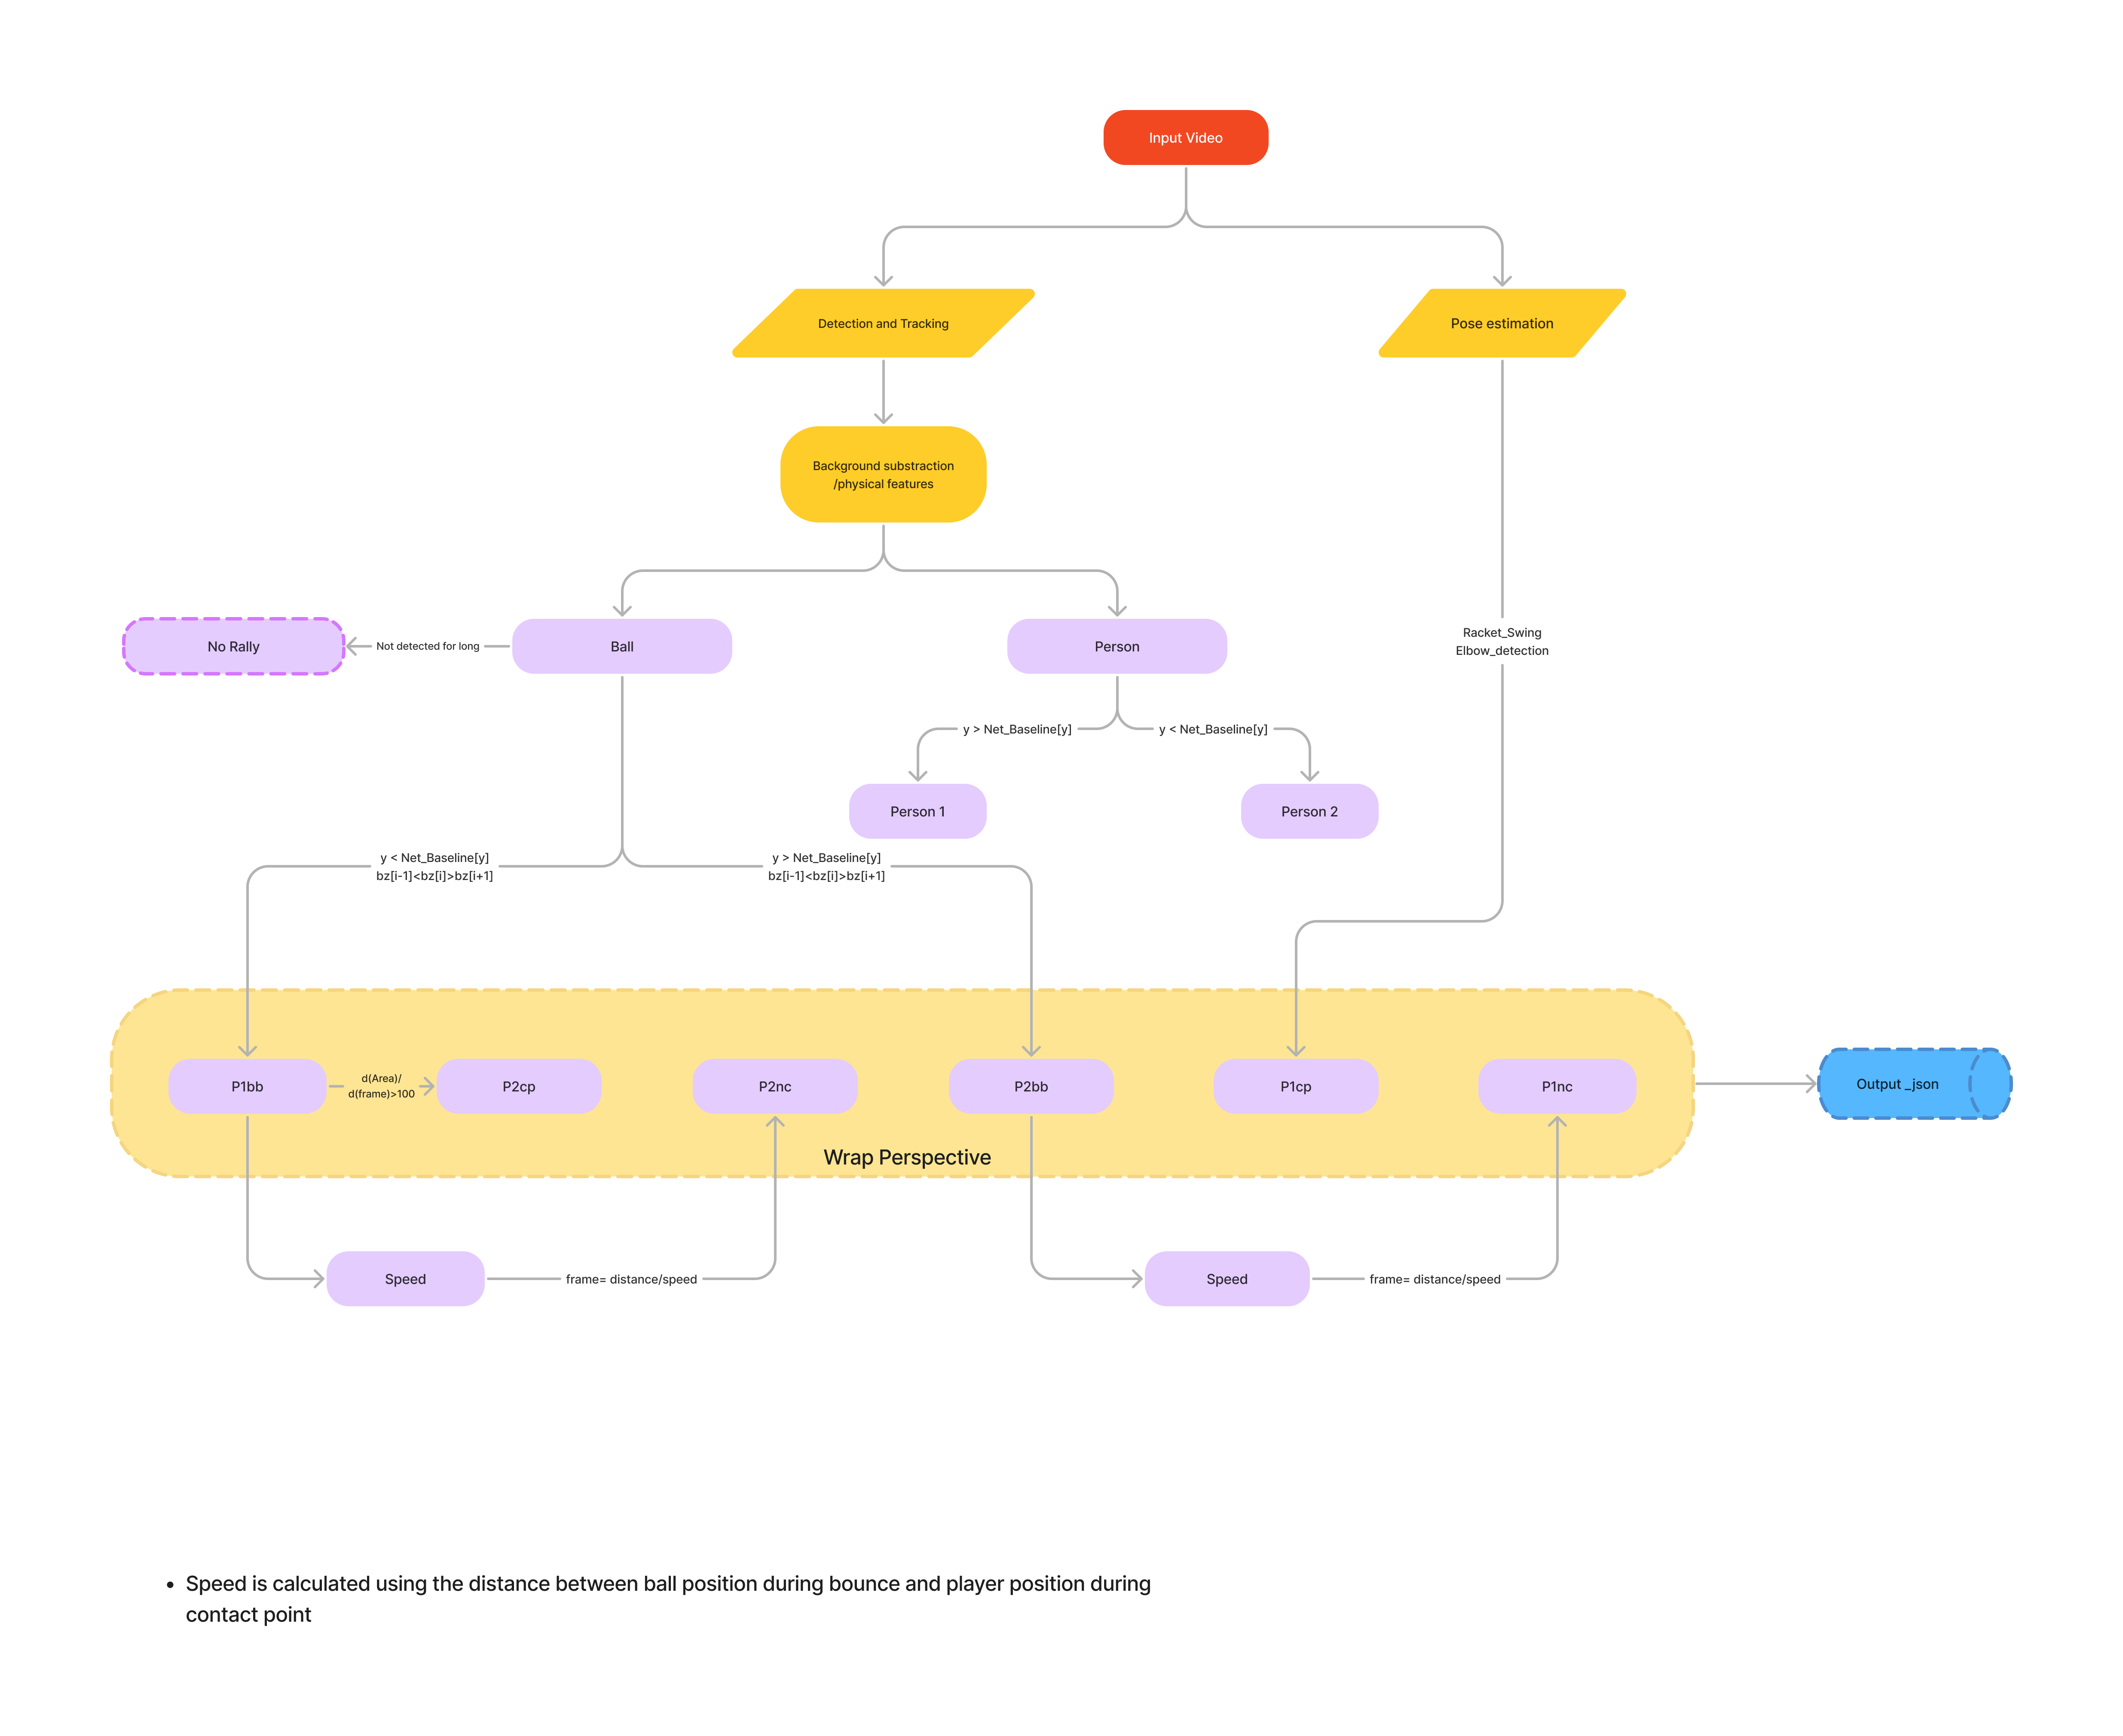 Input Video
Detection and Tracking
Pose estimation
Background substraction
/physical features
No Rally
Not detected for long
Ball
Person
Racket_Swing
Elbow_detection
y > Net_Baseline[y]
y < Net_Baseline[y]
Person 1
Person 2
y < Net_Baseline[y]
bz[i-1]<bz[i]>bz[i+1]
y > Net_Baseline[y]
bz[i-1]<bz[i]>bz[i+1]
P1bb
d(Area)/
d(frame)>100
P2cp
P2nc
P2bb
P1cp
P1nc
Output _json
Wrap Perspective
Speed
frame= distance/speed
Speed
frame= distance/speed
• Speed is calculated using the distance between ball position during bounce and player position during
contact point